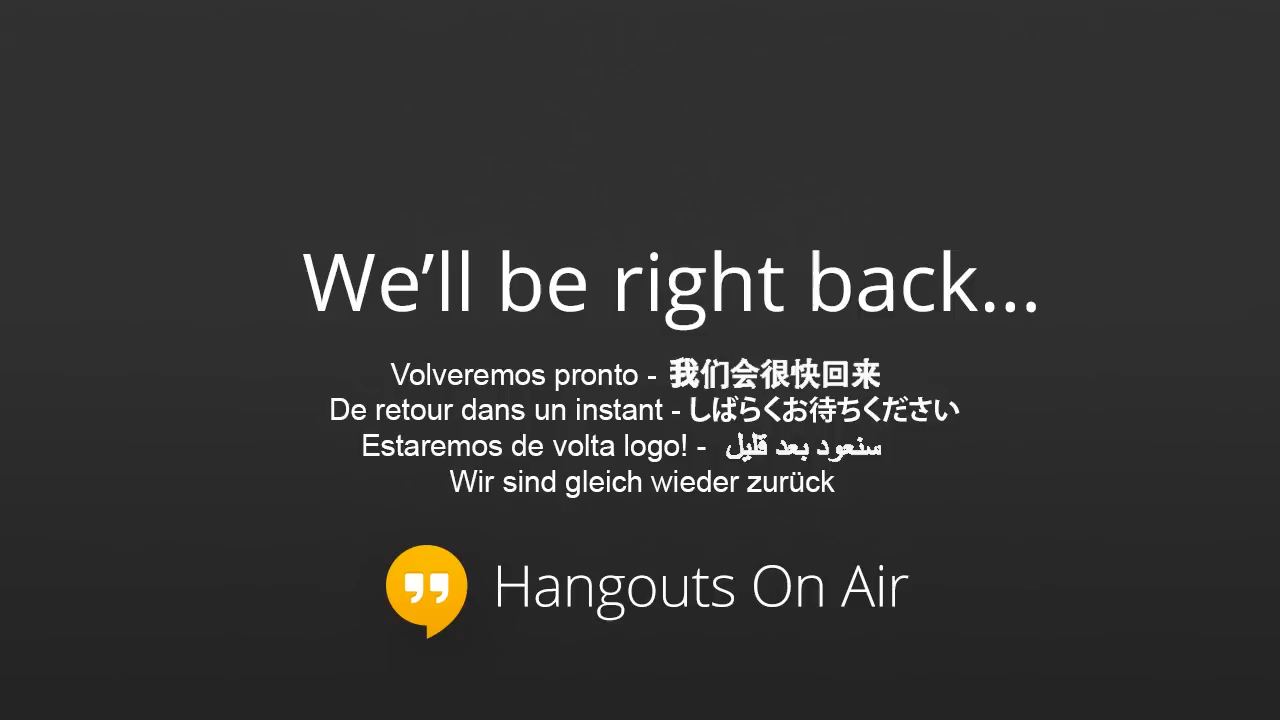 We’ll be right back...
Volveremos pronto - 我们会很快回来
De retour dans un instant - しばらくお待ちください
Estaremos de volta logo! - سنعود بعد قليل
Wir sind gleich wieder zurück
Hangouts On Air